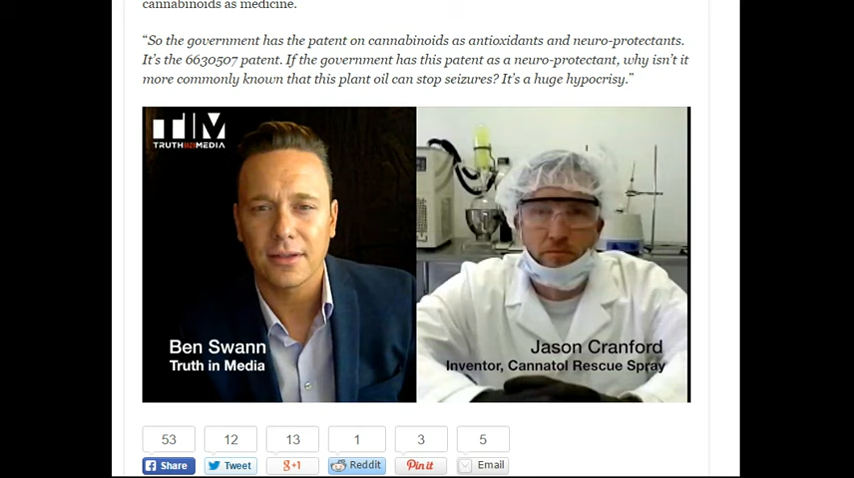 cannabinoids as medicine.
“So the government has the patent on cannabinoids as antioxidants and neuro-protectants.
It’s the 6630507 patent. If the government has this patent as a neuro-protectant, why isn’t it
more commonly known that this plant oil can stop seizures? It’s a huge hypocrisy.”
TIM
TRUTHINMEDIA
Ben Swann
Truth in Media
Jason Cranford
Inventor, Cannatol Rescue Spray
53 12 13 1 3 5
f Share Tweet g+1 Reddit Pin it Email